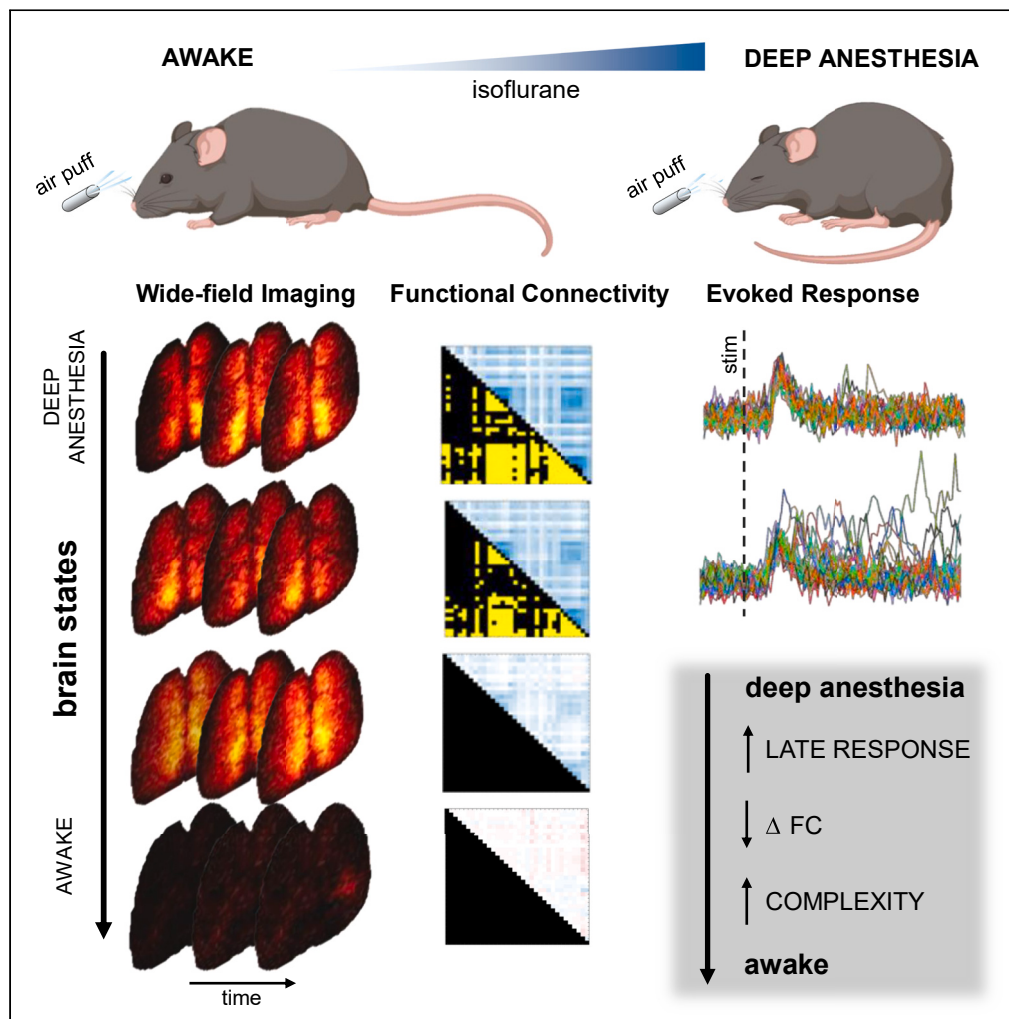 AWAKE
isoflurane
DEEP ANESTHESIA
air puff
air puff
Wide-field Imaging
Functional Connectivity
Evoked Response
DEEP
ANESTHESIA
brain states
AWAKE
time
stim
deep anesthesia
↑ LATE RESPONSE
↓ Δ FC
↑ COMPLEXITY
awake